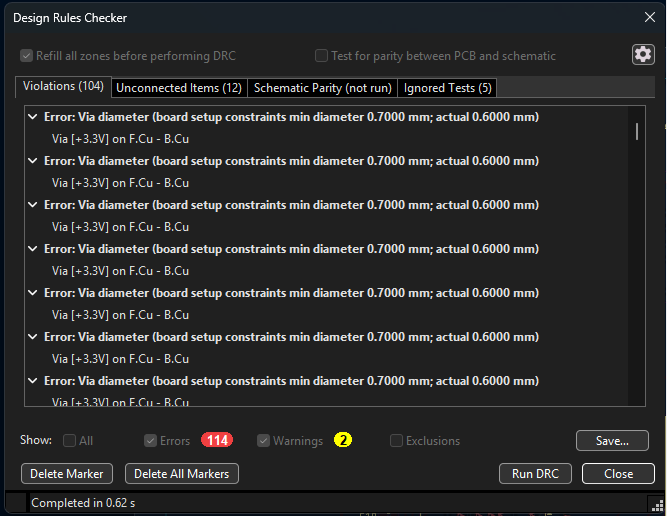 Design Rules Checker
Refill all zones before performing DRC
Test for parity between PCB and schematic
Violations (104)
Unconnected Items (12)
Schematic Parity (not run)
Ignored Tests (5)
Error: Via diameter (board setup constraints min diameter 0.7000 mm; actual 0.6000 mm)
Via [+3.3V] on F.Cu - B.Cu
Error: Via diameter (board setup constraints min diameter 0.7000 mm; actual 0.6000 mm)
Via [+3.3V] on F.Cu - B.Cu
Error: Via diameter (board setup constraints min diameter 0.7000 mm; actual 0.6000 mm)
Via [+3.3V] on F.Cu - B.Cu
Error: Via diameter (board setup constraints min diameter 0.7000 mm; actual 0.6000 mm)
Via [+3.3V] on F.Cu - B.Cu
Error: Via diameter (board setup constraints min diameter 0.7000 mm; actual 0.6000 mm)
Via [+3.3V] on F.Cu - B.Cu
Error: Via diameter (board setup constraints min diameter 0.7000 mm; actual 0.6000 mm)
Via [+3.3V] on F.Cu - B.Cu
Error: Via diameter (board setup constraints min diameter 0.7000 mm; actual 0.6000 mm)
Via [+3.3V] on F.Cu - B.Cu
Show: All Errors 114 Warnings 2 Exclusions Save...
Delete Marker Delete All Markers Run DRC Close
Completed in 0.62 s